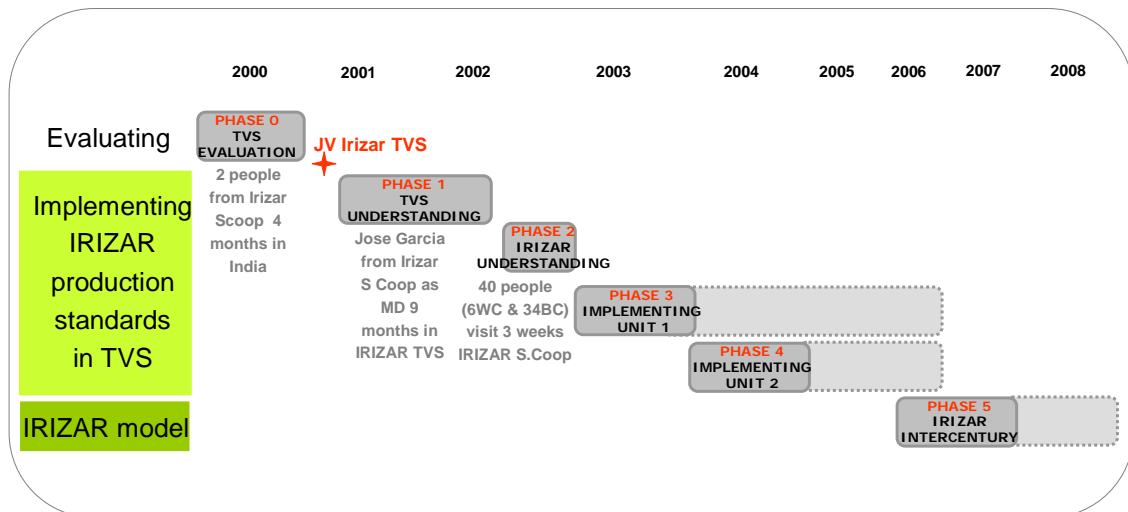 2000 2001 2002 2003 2004 2005 2006 2007 2008
Evaluating
PHASE 0
TVS
EVALUATION
JV Irizar TVS
2 people
from Irizar
Scoop 4
months in
India
Implementing
IRIZAR
production
standards
in TVS
PHASE 1
TVS
UNDERSTANDING
Jose Garcia
from Irizar
S Coop as
MD 9
months in
IRIZAR TVS
PHASE 2
IRIZAR
UNDERSTANDING
40 people
(6WC & 34BC)
visit 3 weeks
IRIZAR S.Coop
PHASE 3
IMPLEMENTING
UNIT 1
PHASE 4
IMPLEMENTING
UNIT 2
IRIZAR model
PHASE 5
IRIZAR
INTERCENTURY